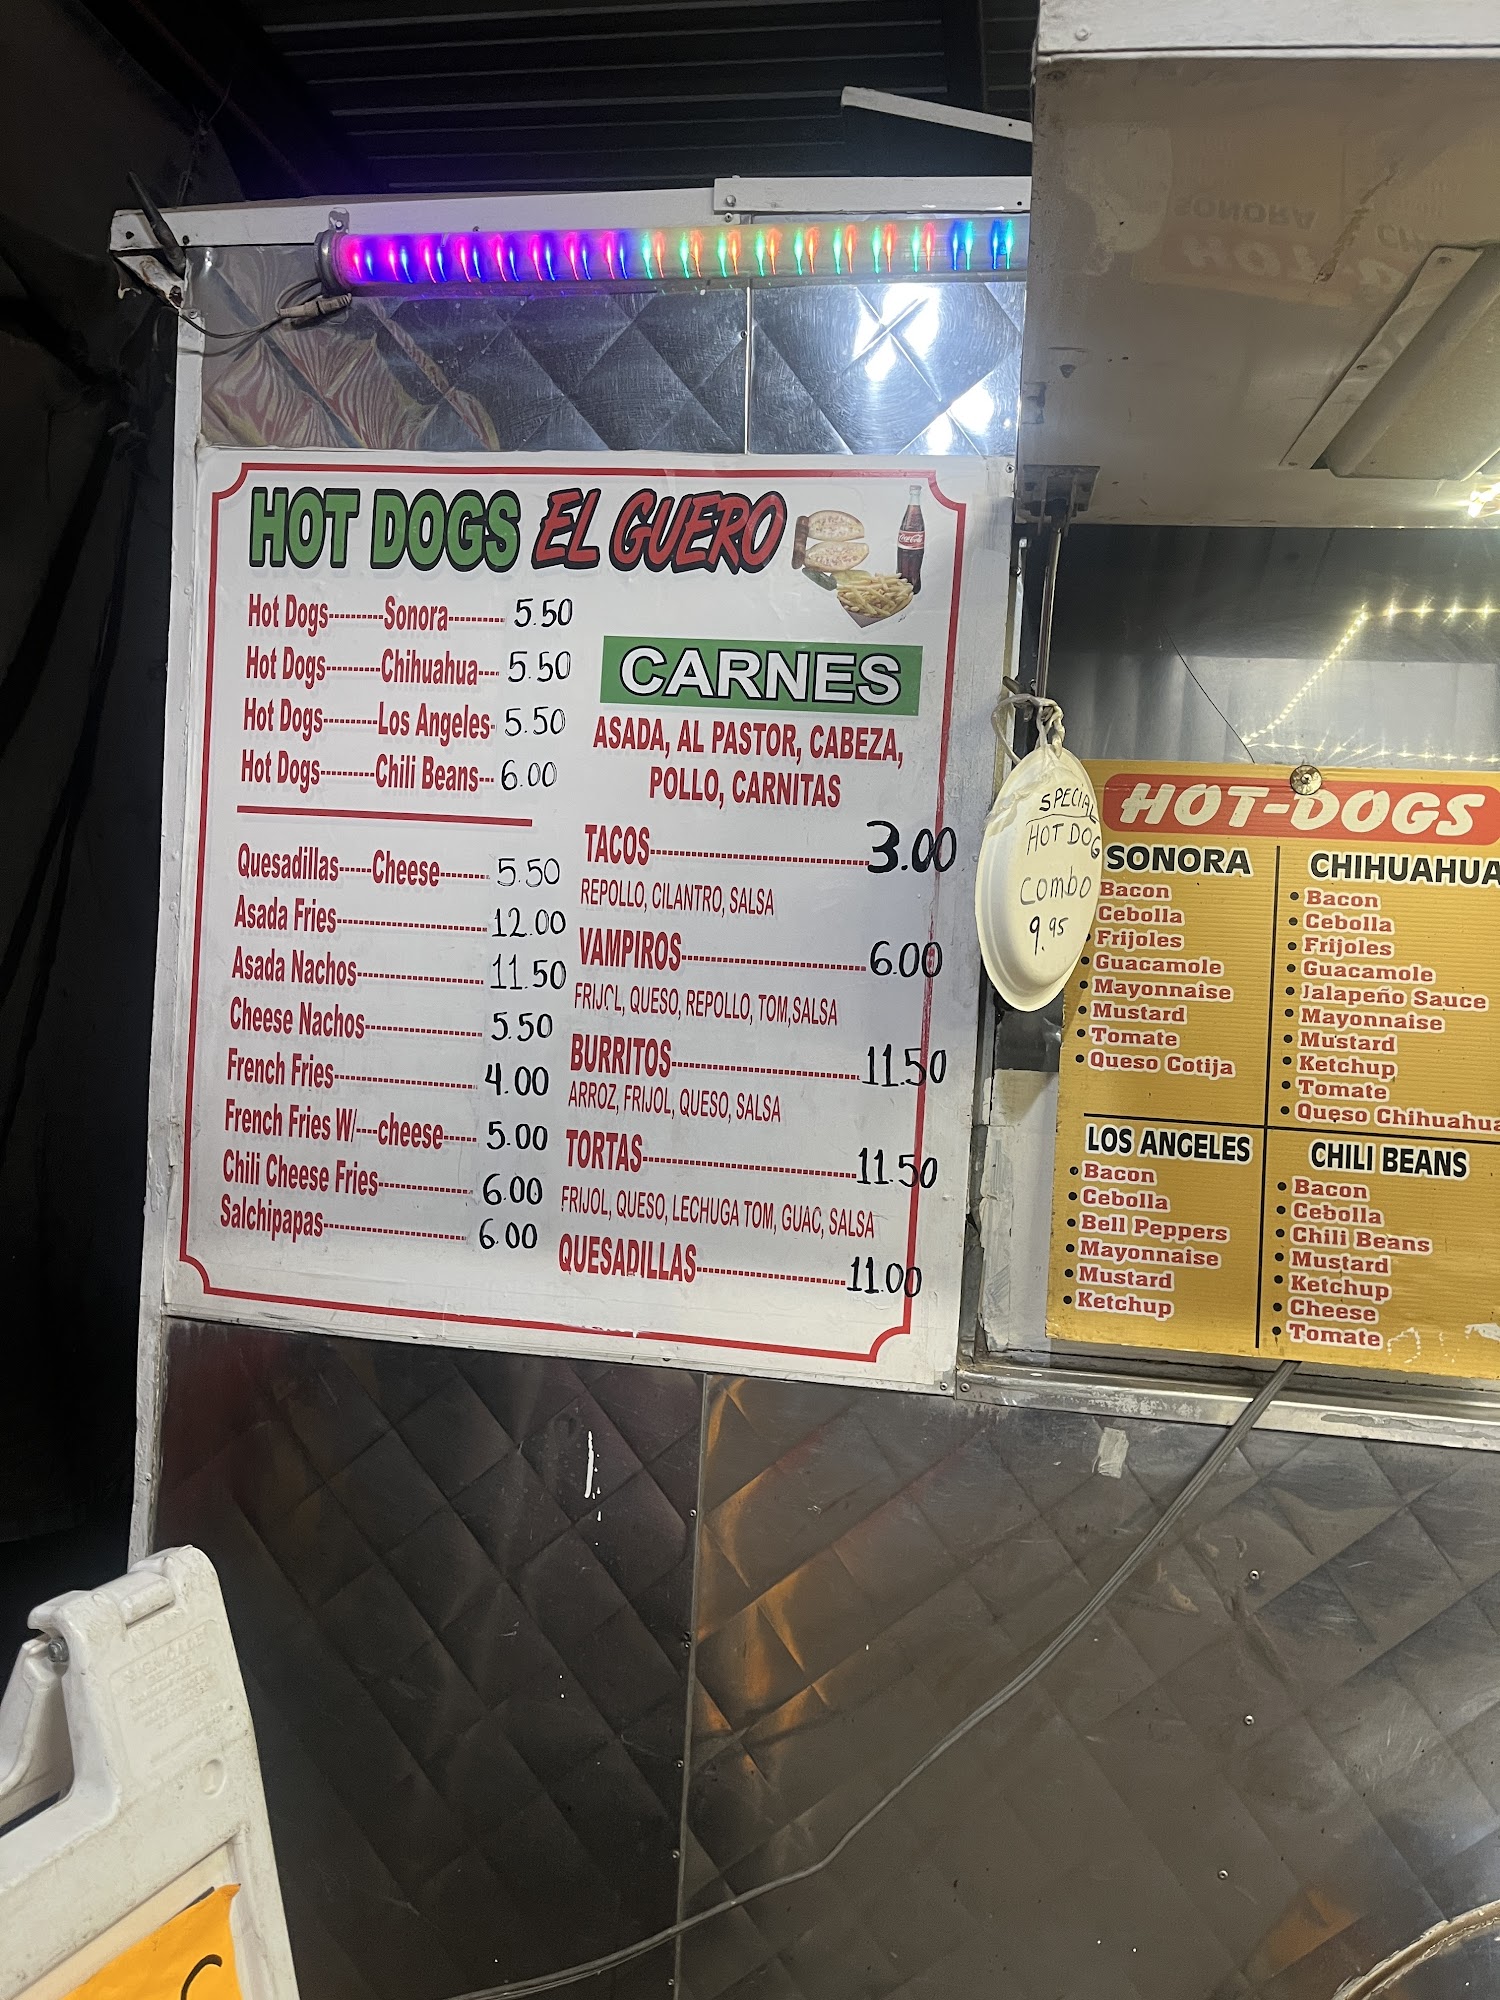 HOT DOGS EL GUERO
Hot Dogs---------Sonora--------- 5.50
Hot Dogs---------Chihuahua---- 5.50
Hot Dogs---------Los Angeles- 5.50
Hot Dogs---------Chili Beans--- 6.00
Quesadillas-----Cheese-------- 5.50
Asada Fries------------------------ 12.00
Asada Nachos--------------------- 11.50
Cheese Nachos------------------- 5.50
French Fries----------------------- 4.00
French Fries W/----cheese------ 5.00
Chili Cheese Fries--------------- 6.00
Salchipapas------------------------ 6.00
Coca-Cola
CARNES
ASADA, AL PASTOR, CABEZA,
POLLO, CARNITAS
TACOS------------------------------3.00
REPOLLO, CILANTRO, SALSA
VAMPIROS-------------------------6.00
FRIJOL, QUESO, REPOLLO, TOM,SALSA
BURRITOS--------------------------11.50
ARROZ, FRIJOL, QUESO, SALSA
TORTAS-----------------------------11.50
FRIJOL, QUESO, LECHUGA TOM, GUAC, SALSA
QUESADILLAS---------------------11.00
SPECIAL
HOT DOG
COMBO
9.95
HOT-DOGS
SONORA
• Bacon
• Cebolla
• Frijoles
• Guacamole
• Mayonnaise
• Mustard
• Tomate
• Queso Cotija
CHIHUAHUA
• Bacon
• Cebolla
• Frijoles
• Guacamole
• Jalapeño Sauce
• Mayonnaise
• Mustard
• Ketchup
• Tomate
• Queso Chihuahua
LOS ANGELES
• Bacon
• Cebolla
• Bell Peppers
• Mayonnaise
• Mustard
• Ketchup
CHILI BEANS
• Bacon
• Cebolla
• Chili Beans
• Mustard
• Ketchup
• Cheese
• Tomate